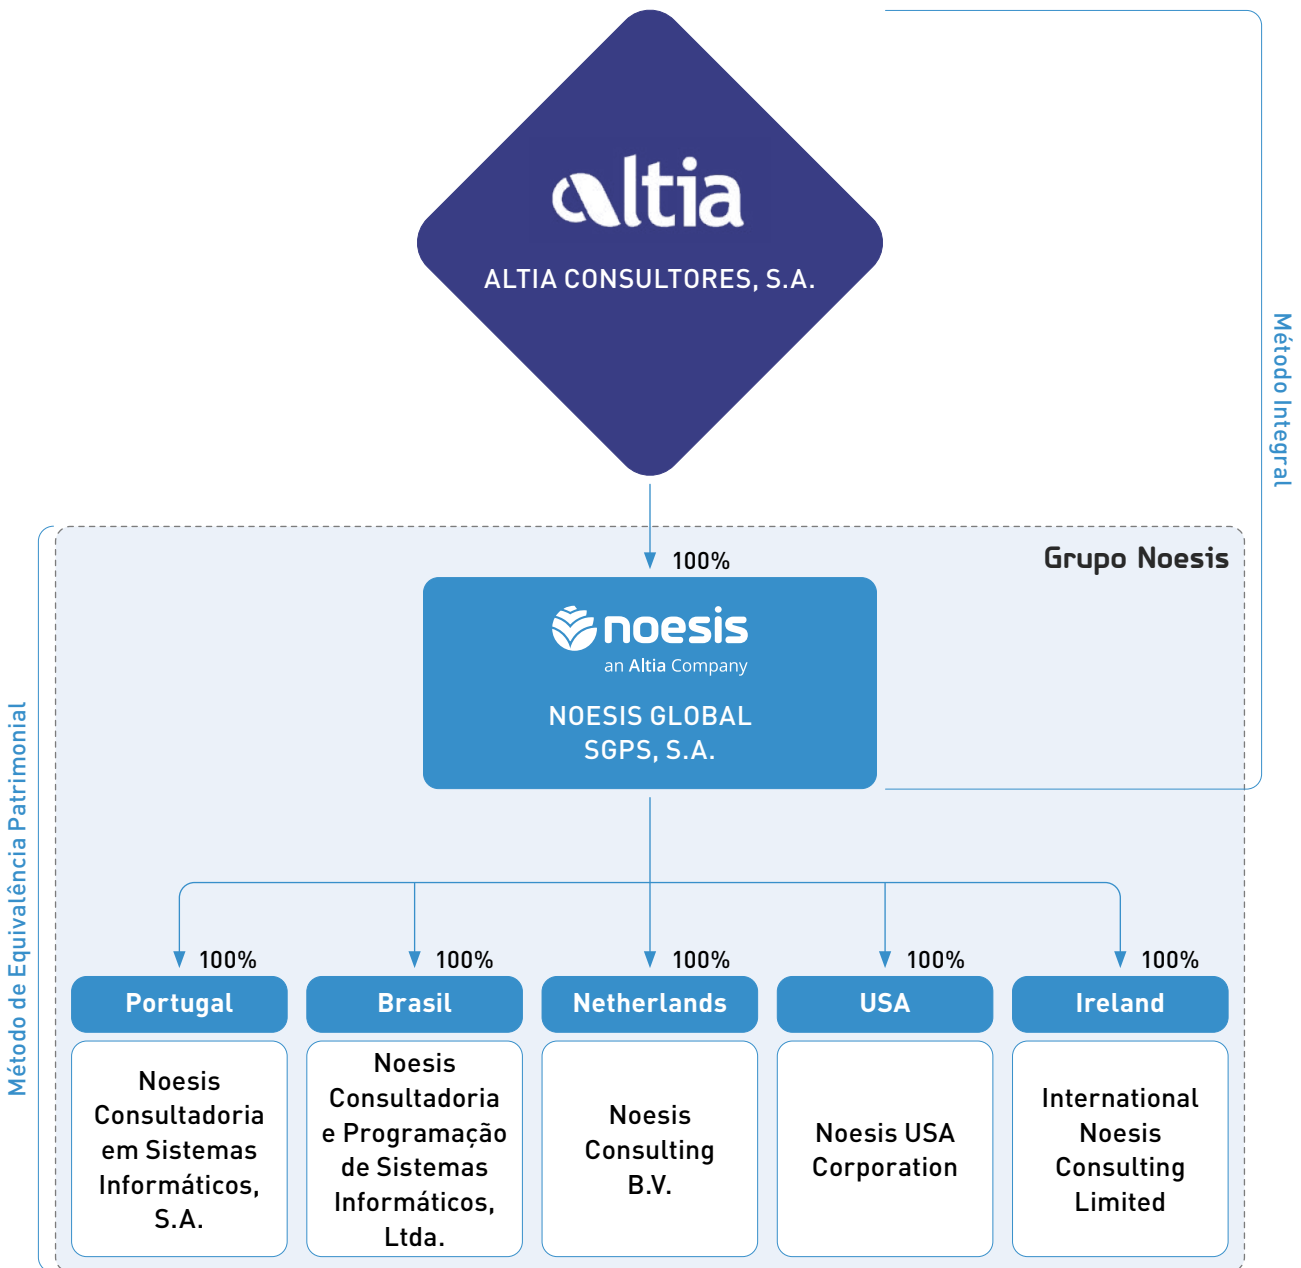 altia
ALTIA CONSULTORES, S.A.
Método Integral
100%
Grupo Noesis
noesis
an Altia Company
NOESIS GLOBAL
SGPS, S.A.
Método de Equivalência Patrimonial
100%
100%
100%
100%
100%
Portugal
Brasil
Netherlands
USA
Ireland
Noesis
Consultadoria
em Sistemas
Informáticos,
S.A.
Noesis
Consultadoria
e Programação
de Sistemas
Informáticos,
Ltda.
Noesis
Consulting
B.V.
Noesis USA
Corporation
International
Noesis
Consulting
Limited